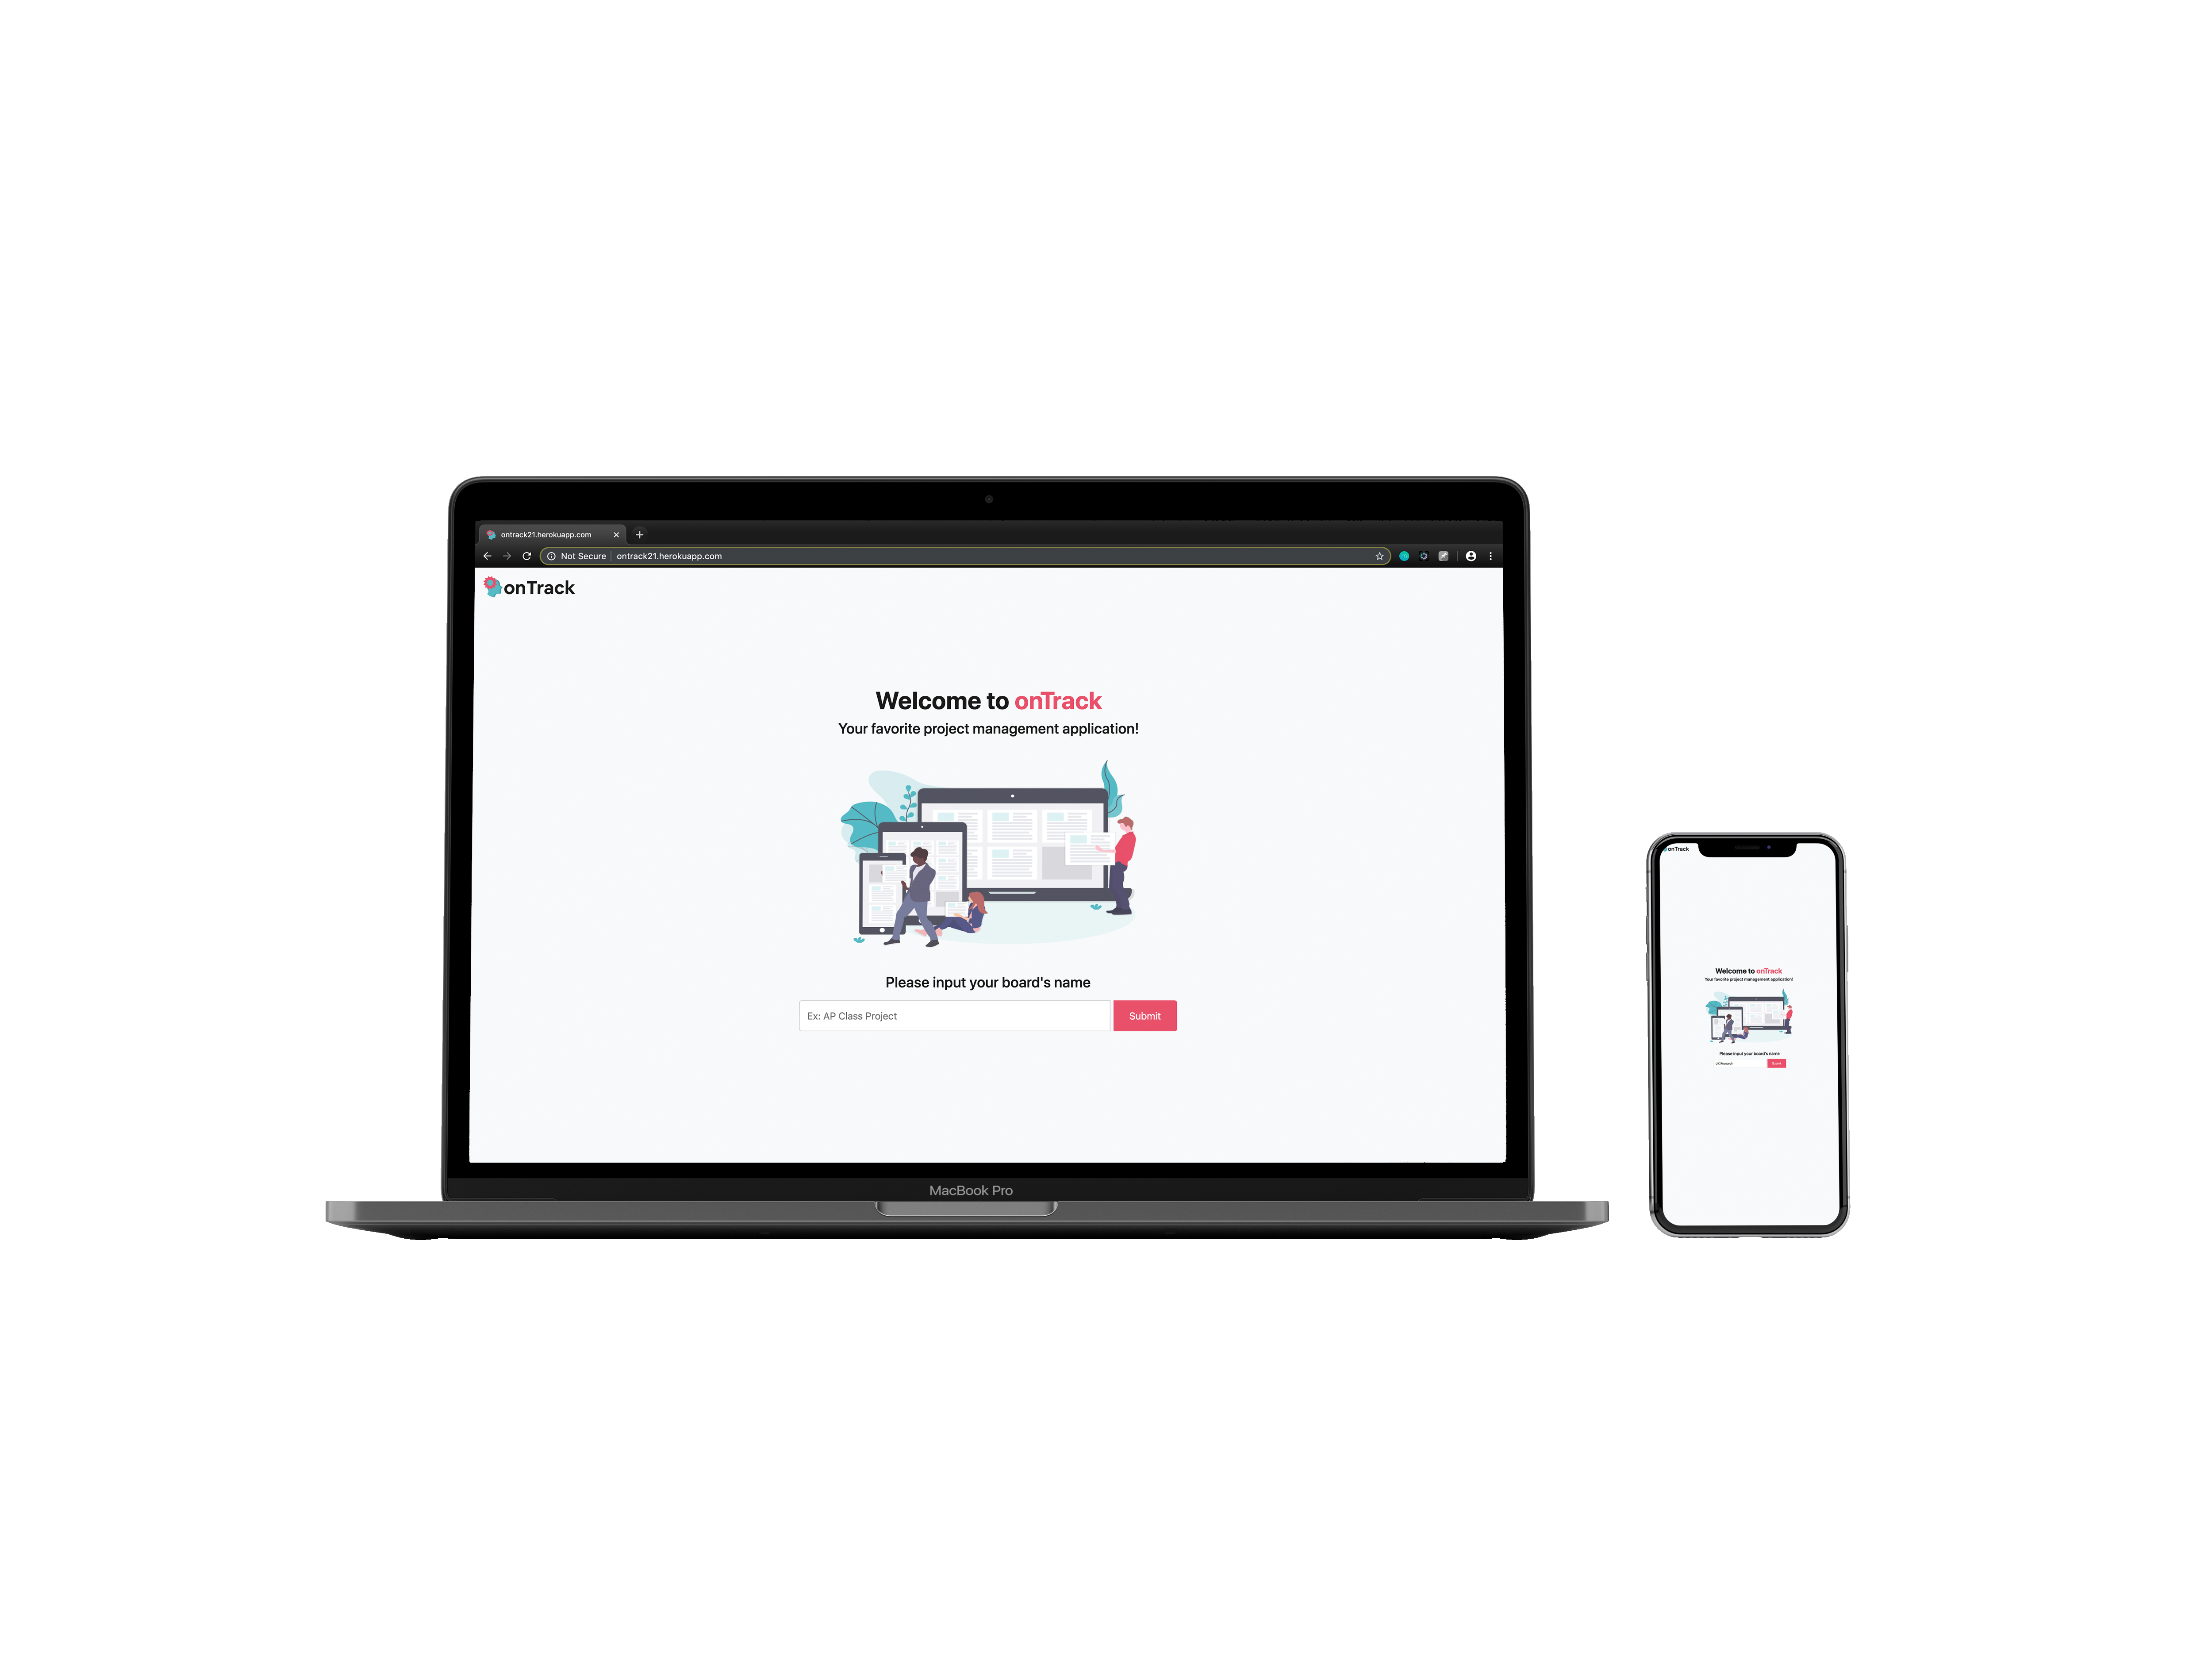 ontrack21.herokuapp.com
Not Secure ontrack21.herokuapp.com
onTrack
Welcome to onTrack
Your favorite project management application!
Please input your board's name
Ex: AP Class Project Submit
MacBook Pro
onTrack
Welcome to onTrack
Your favorite project management application!
Please input your board's name
Submit